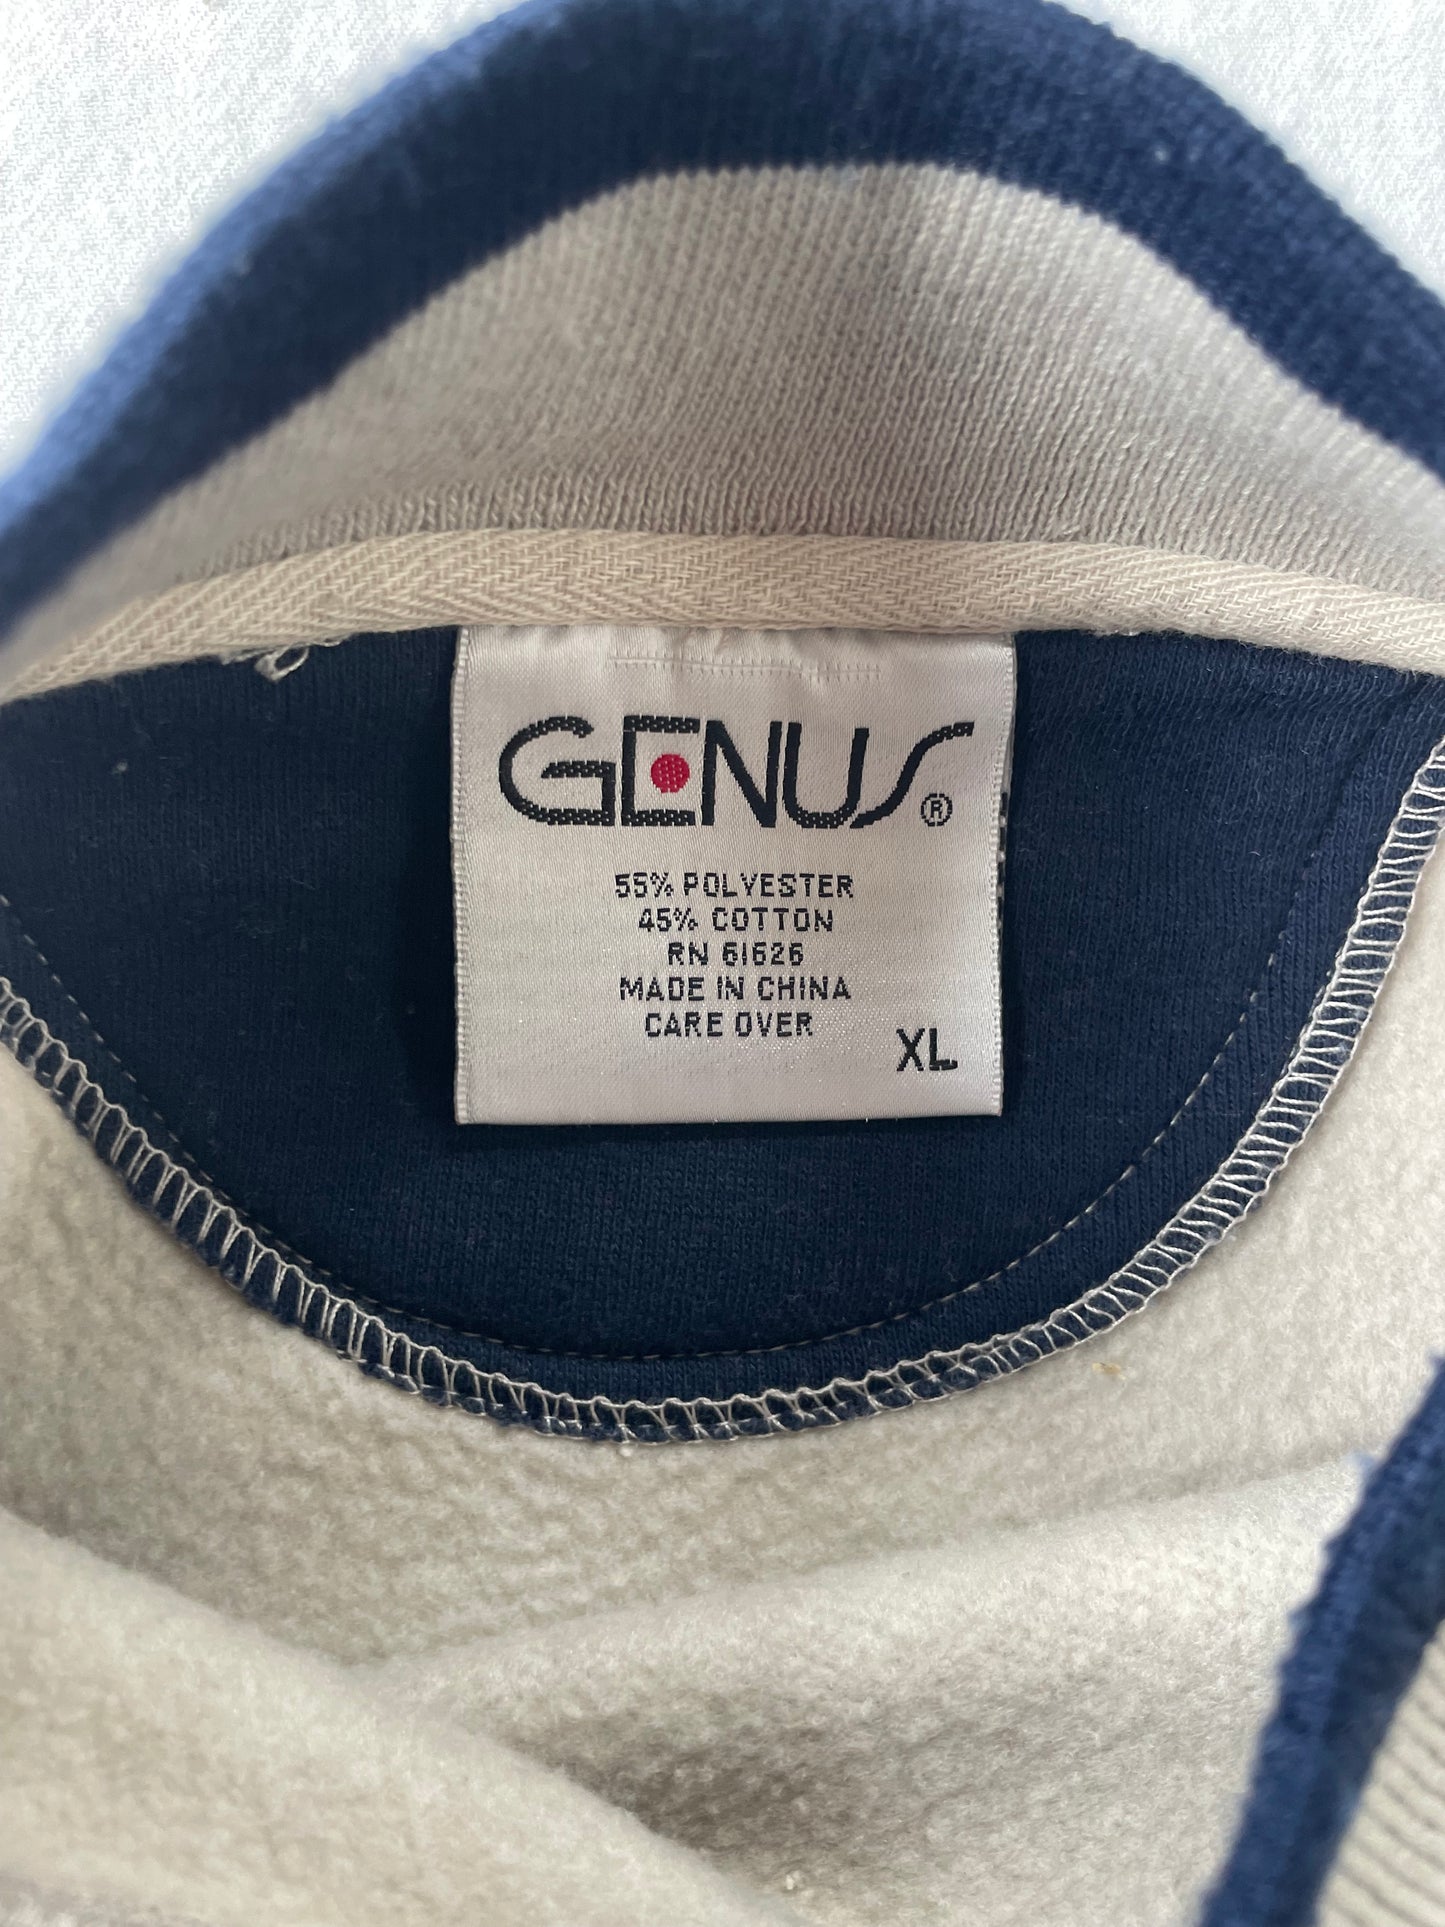 GENUS®
55% POLYESTER
45% COTTON
RN 61626
MADE IN CHINA
CARE OVER
XL